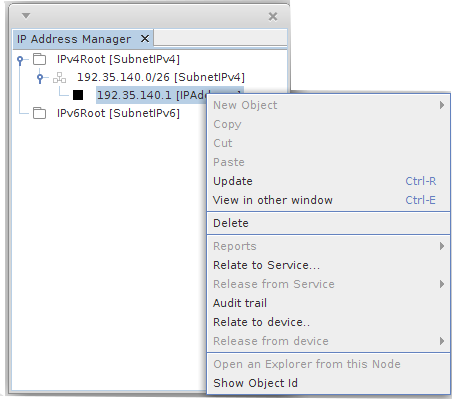 IP Address Manager
IPv4Root [SubnetIPv4]
192.35.140.0/26 [SubnetIPv4]
192.35.140.1
IPv6Root [SubnetIPv6]
New Object
Copy
Cut
Paste
Update Ctrl-R
View in other window Ctrl-E
Delete
Reports
Relate to Service...
Release from Service
Audit trail
Relate to device..
Release from device
Open an Explorer from this Node
Show Object Id